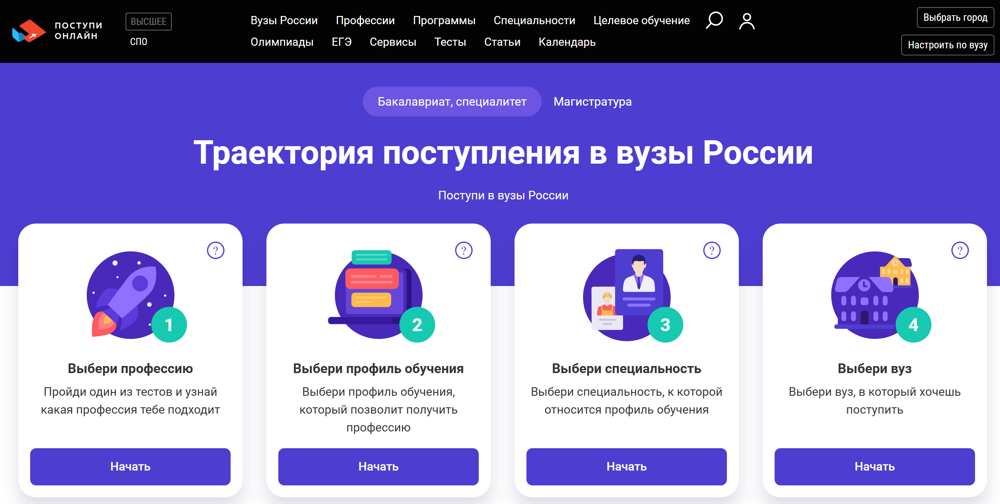 ПОСТУПИ
ОНЛАЙН
ВЫСШЕЕ
СПО
Вузы России Профессии Программы Специальности Целевое обучение
Олимпиады ЕГЭ Сервисы Тесты Статьи Календарь
Выбрать город
Настроить по вузу
Бакалавриат, специалитет Магистратура
Траектория поступления в вузы России
Поступи в вузы России
?
1
Выбери профессию
Пройди один из тестов и узнай
какая профессия тебе подходит
Начать
?
2
Выбери профиль обучения
Выбери профиль обучения,
который позволит получить
профессию
Начать
?
3
Выбери специальность
Выбери специальность, к которой
относится профиль обучения
Начать
?
4
Выбери вуз
Выбери вуз, в который хочешь
поступить
Начать